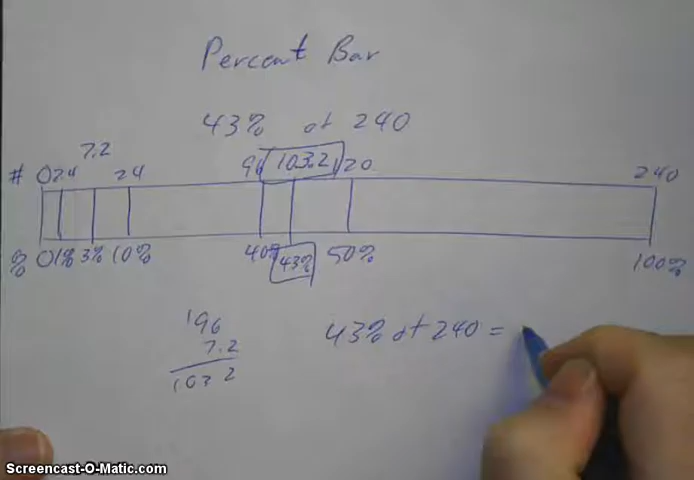 Percent Bar
43% of 240
7.2
# 0 2.4 24 96 103.2 120 240
% 0 1% 3% 10% 40% 43% 50% 100%
196
7.2
103 2
43% of 240 =
Screencast-O-Matic.com